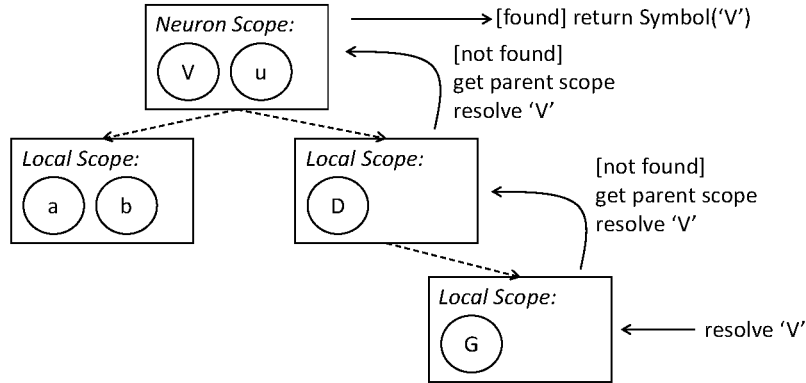 Neuron Scope:
V u
[found] return Symbol(‘V’)
[not found]
get parent scope
resolve ‘V’
Local Scope:
a b
Local Scope:
D
[not found]
get parent scope
resolve ‘V’
Local Scope:
G
resolve ‘V’